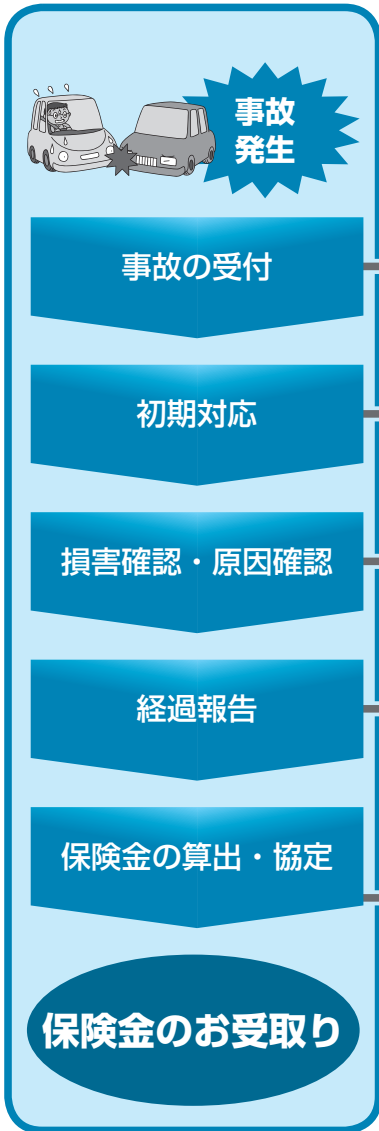 事故
発生
事故の受付
初期対応
損害確認・原因確認
経過報告
保険金の算出・協定
保険金のお受取り